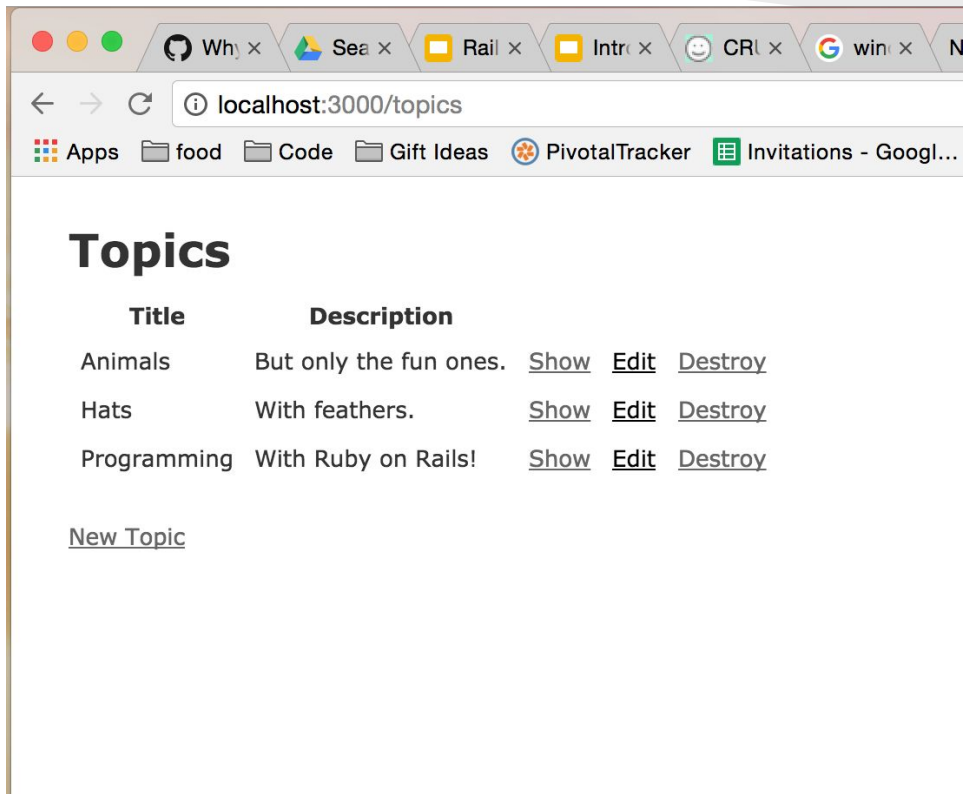 Why Sea Rail Intro CRU wind N
localhost:3000/topics
Apps food Code Gift Ideas PivotalTracker Invitations - Googl...
Topics
Title Description
Animals But only the fun ones. Show Edit Destroy
Hats With feathers. Show Edit Destroy
Programming With Ruby on Rails! Show Edit Destroy
New Topic